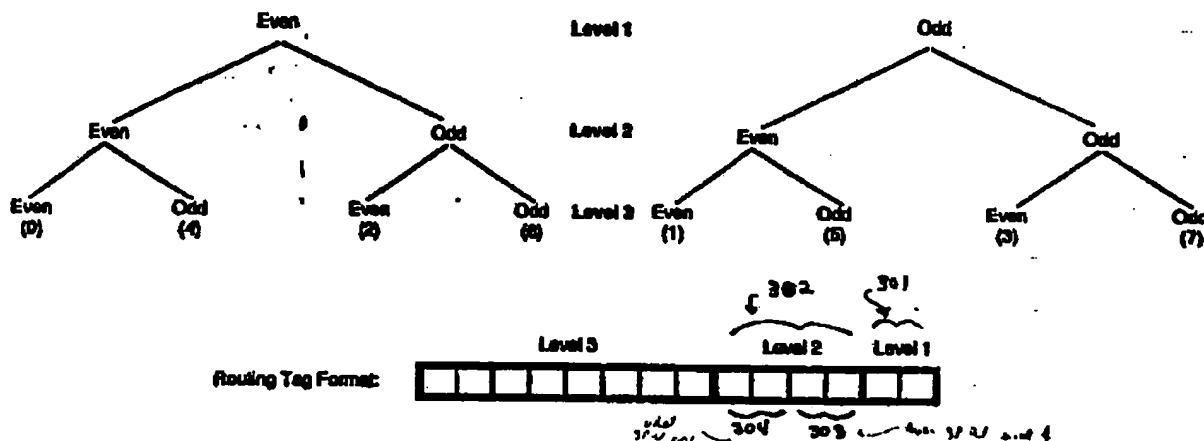 Even Level 1 Odd
Even Odd Level 2 Even Odd
Even Odd Even Odd Level 3 Even Odd Even Odd
(0) (4) (2) (6) (1) (5) (3) (7)
302 301
Level 3 Level 2 Level 1
Routing Tag Format:
304 303